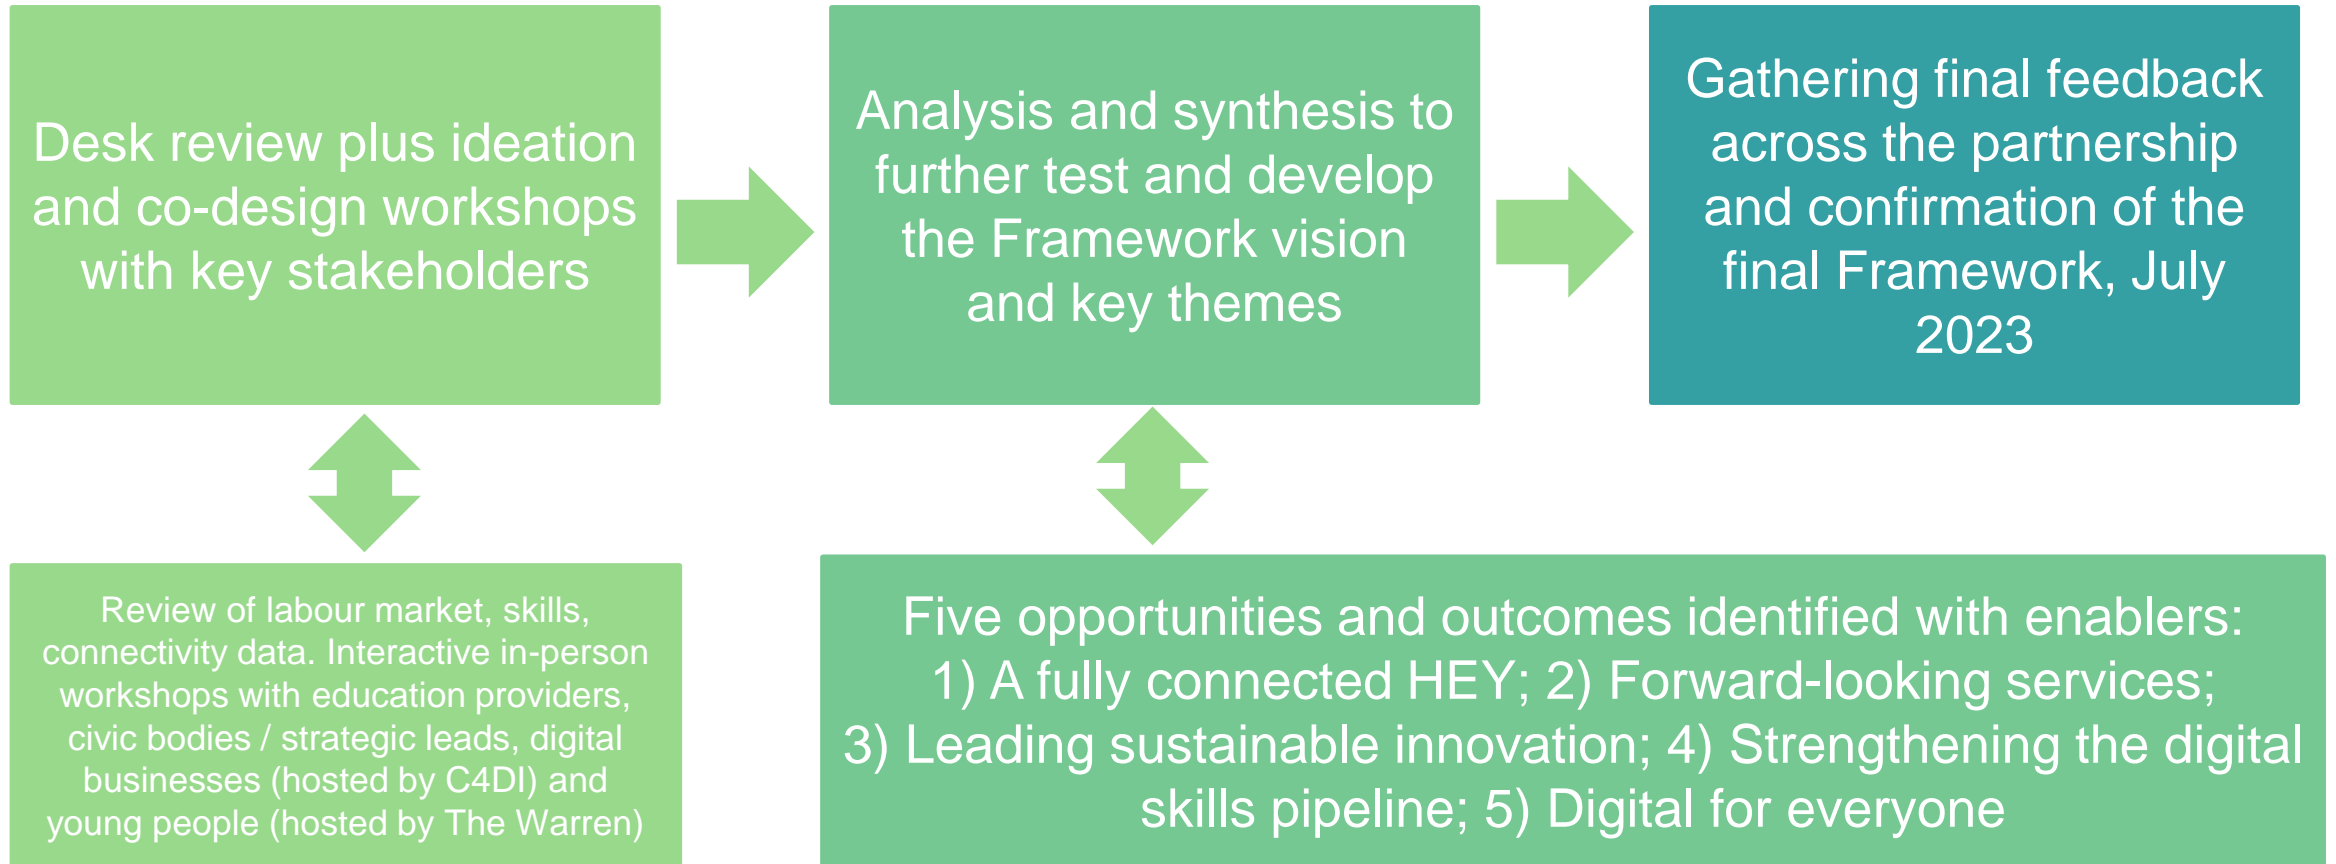 Desk review plus ideation
and co-design workshops
with key stakeholders
Analysis and synthesis to
further test and develop
the Framework vision
and key themes
Gathering final feedback
across the partnership
and confirmation of the
final Framework, July
2023
Review of labour market, skills,
connectivity data. Interactive in-person
workshops with education providers,
civic bodies / strategic leads, digital
businesses (hosted by C4DI) and
young people (hosted by The Warren)
Five opportunities and outcomes identified with enablers:
1) A fully connected HEY; 2) Forward-looking services;
3) Leading sustainable innovation; 4) Strengthening the digital
skills pipeline; 5) Digital for everyone